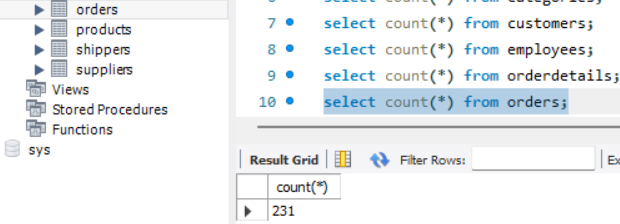 orders
products
shippers
suppliers
Views
Stored Procedures
Functions
sys
7 select count(*) from customers;
8 select count(*) from employees;
9 select count(*) from orderdetails;
10 select count(*) from orders;
Result Grid
Filter Rows:
Ex
count(*)
231